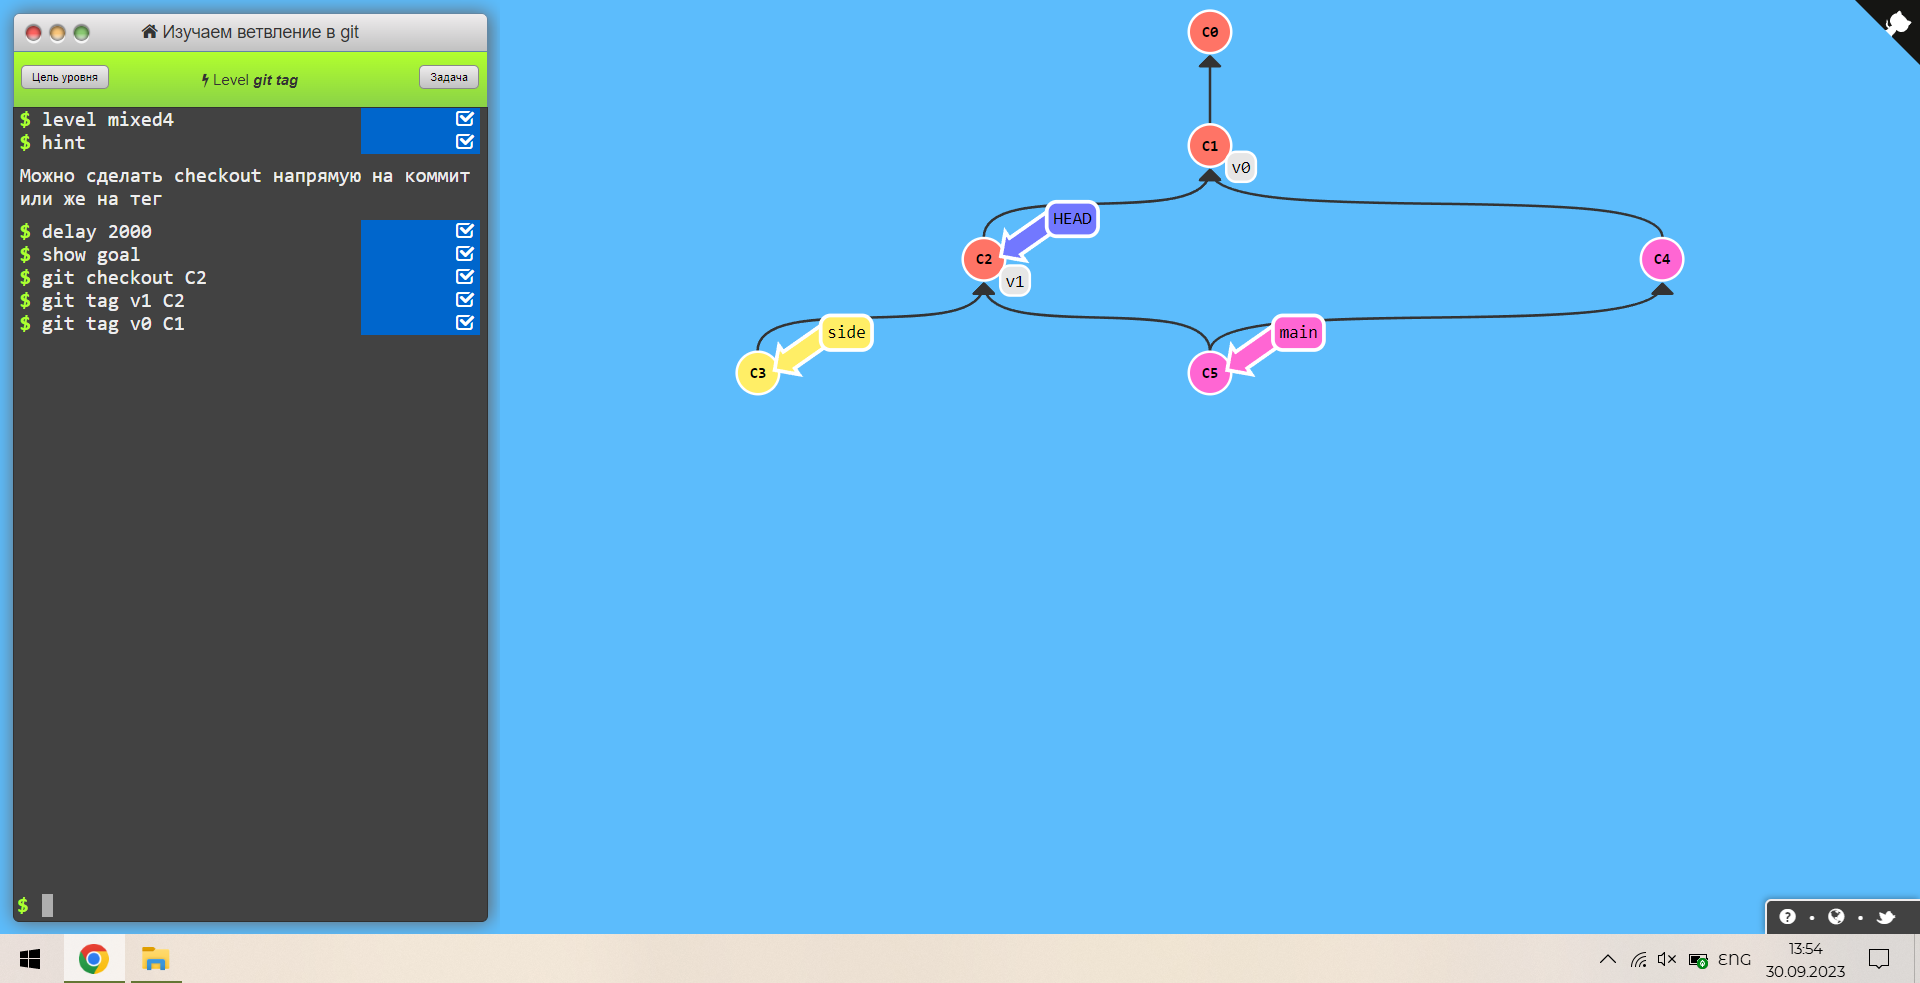 Изучаем ветвление в git
Цель уровня
Level git tag
Задача
$ level mixed4
$ hint
Можно сделать checkout напрямую на коммит
или же на тег
$ delay 2000
$ show goal
$ git checkout C2
$ git tag v1 C2
$ git tag v0 C1
$
C0
C1
v0
HEAD
C2
v1
C4
side
main
C3
C5
?
ENG
13:54
30.09.2023